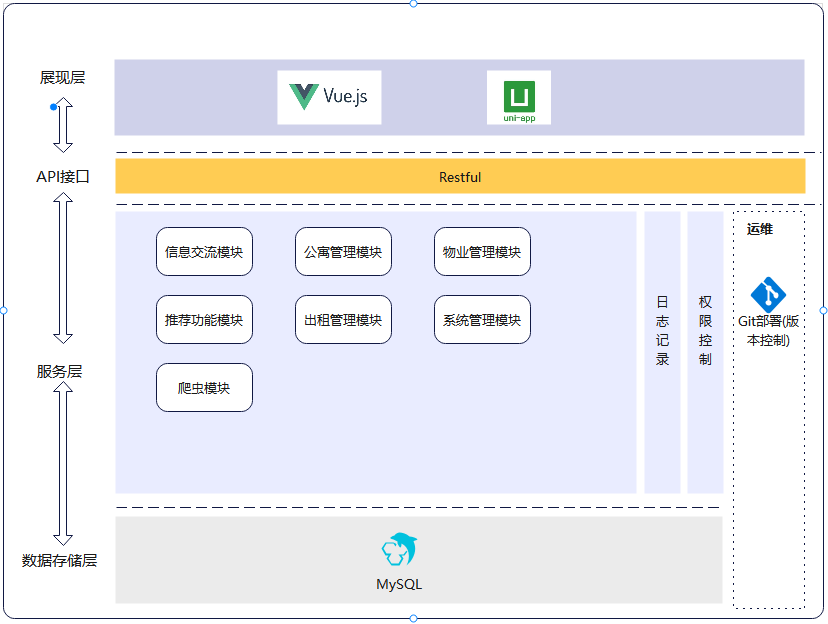 展现层
Vue.js
uni-app
API接口
Restful
运维
信息交流模块
公寓管理模块
物业管理模块
推荐功能模块
出租管理模块
系统管理模块
日
志
记
录
权
限
控
制
Git部署(版
本控制)
服务层
爬虫模块
数据存储层
MySQL